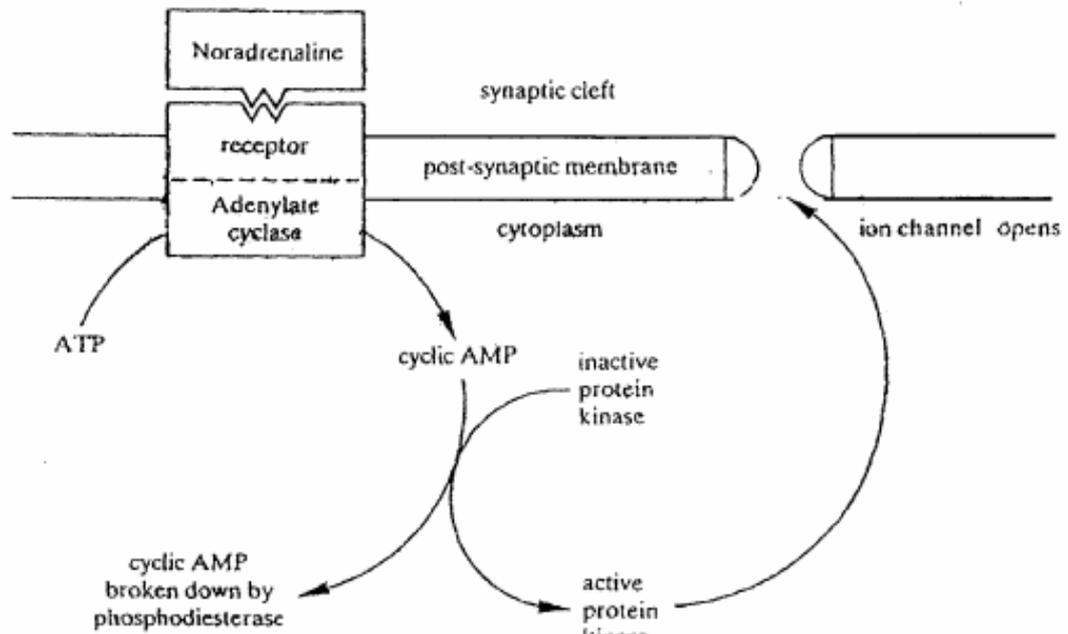 Noradrenaline
synaptic cleft
receptor
post-synaptic membrane
Adenylate
cyclase
cytoplasm
ion channel opens
ATP
cyclic AMP
inactive
protein
kinase
cyclic AMP
broken down by
phosphodiesterase
active
protein